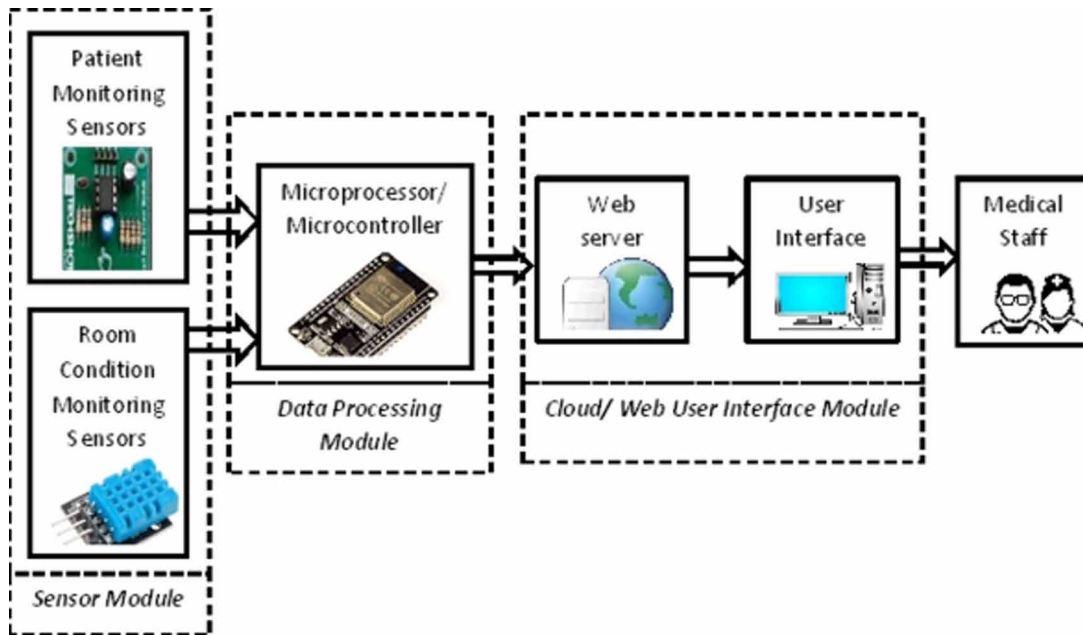 Patient
Monitoring
Sensors
Room
Condition
Monitoring
Sensors
Sensor Module
Microprocessor/
Microcontroller
Data Processing
Module
Web
server
User
Interface
Cloud/ Web User Interface Module
Medical
Staff